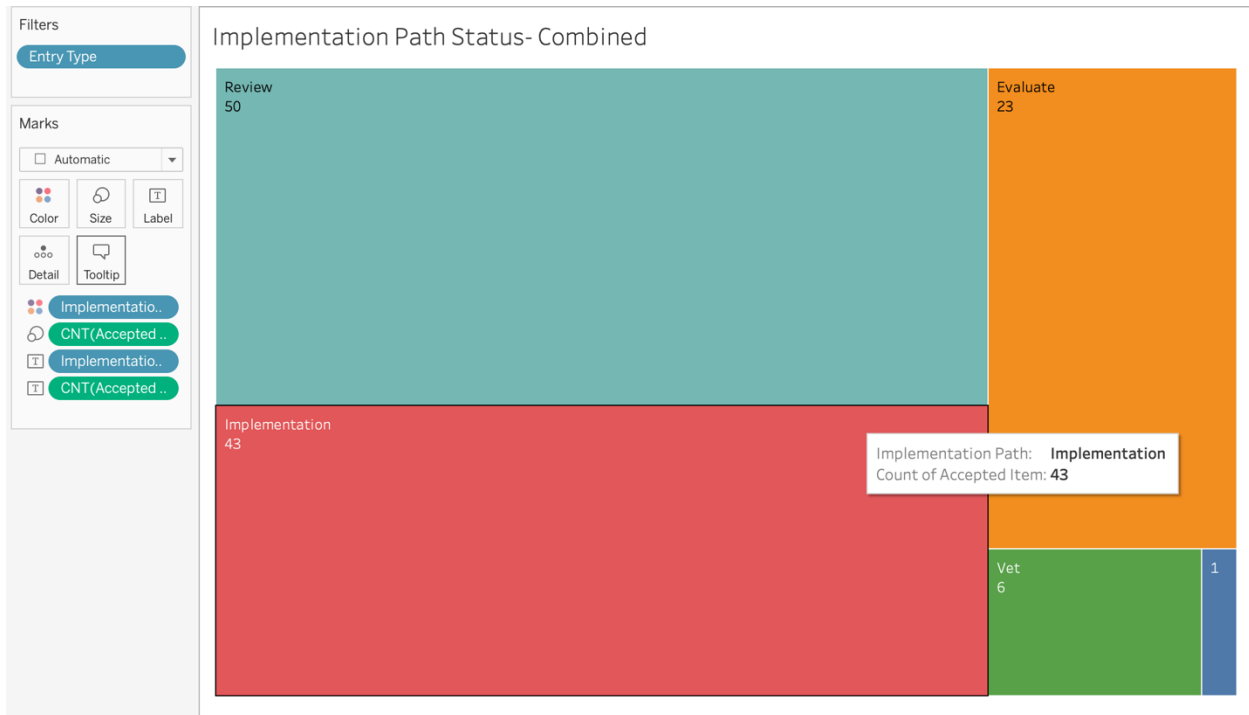 Filters
Entry Type
Marks
Automatic
Color
Size
Label
Detail
Tooltip
Implementatio..
CNT(Accepted ..
Implementatio..
CNT(Accepted ..
Implementation Path Status- Combined
Review
50
Evaluate
23
Implementation
43
Implementation Path: Implementation
Count of Accepted Item: 43
Vet
6
1